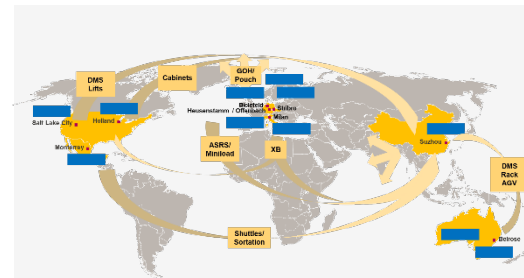 DMS
Lifts
Cabinets
GOH/
Pouch
Salt Lake City
Holland
Monterrey
Bielefeld
Stribro
Heusenstamm / Offenbach
Milan
ASRS/
Miniload
XB
Suzhou
DMS
Rack
AGV
Shuttles/
Sortation
Belrose